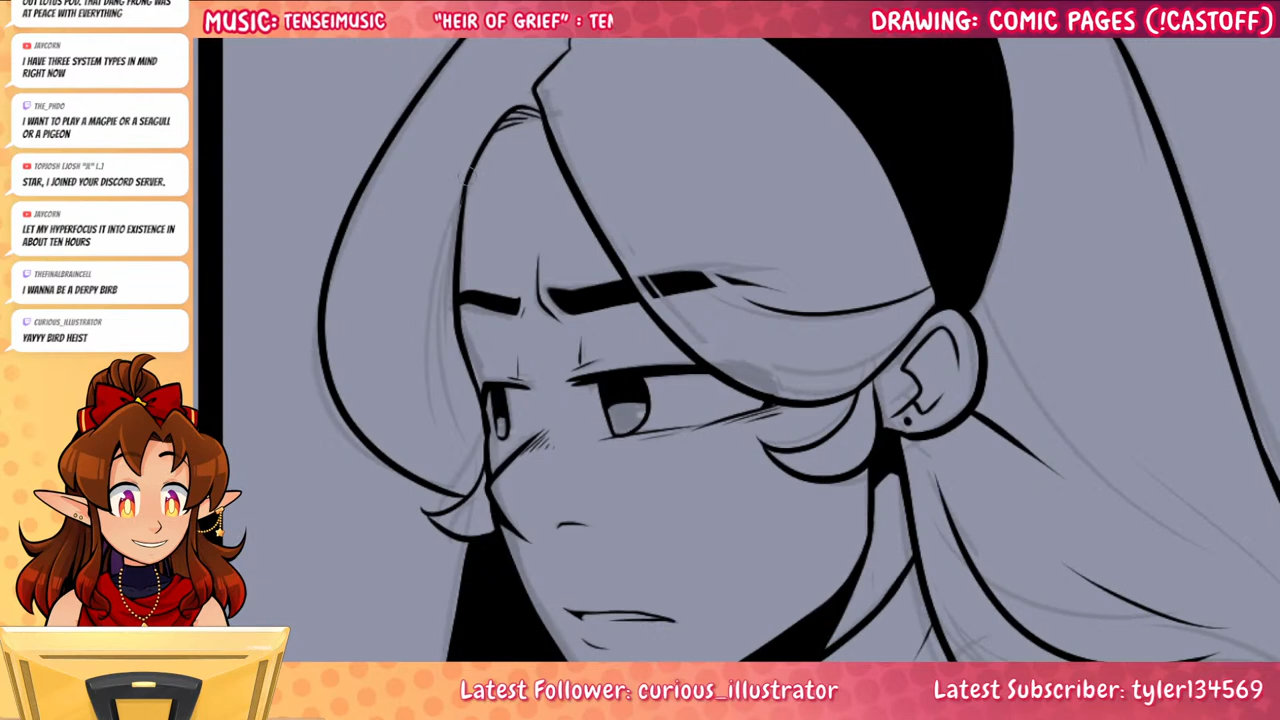 MUSIC: TENSEIMUSIC
"HEIR OF GRIEF" : TEN
DRAWING: COMIC PAGES (!CASTOFF)
OUT LOTUS POD. THAT DANG FRONG WAS
AT PEACE WITH EVERYTHING
JAYCORN
I HAVE THREE SYSTEM TYPES IN MIND
RIGHT NOW
THE_PHDO
I WANT TO PLAY A MAGPIE OR A SEAGULL
OR A PIGEON
TOPJOSH (JOSH "JL" L.)
STAR, I JOINED YOUR DISCORD SERVER.
JAYCORN
LET MY HYPERFOCUS IT INTO EXISTENCE IN
ABOUT TEN HOURS
THEFINALBRAINCELL
I WANNA BE A DERPY BIRB
CURIOUS_ILLUSTRATOR
YAYYY BIRD HEIST
Latest Follower: curious_illustrator
Latest Subscriber: tyler134569